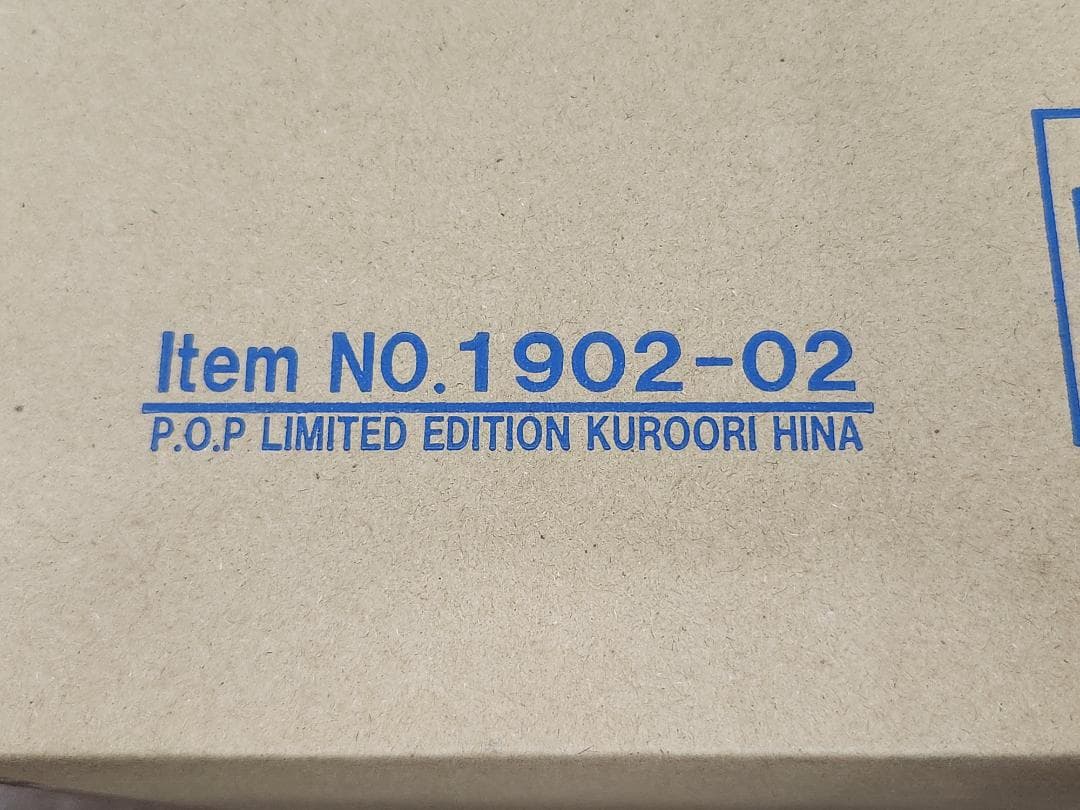 Item NO.1902-02
P.O.P LIMITED EDITION KUROORI HINA